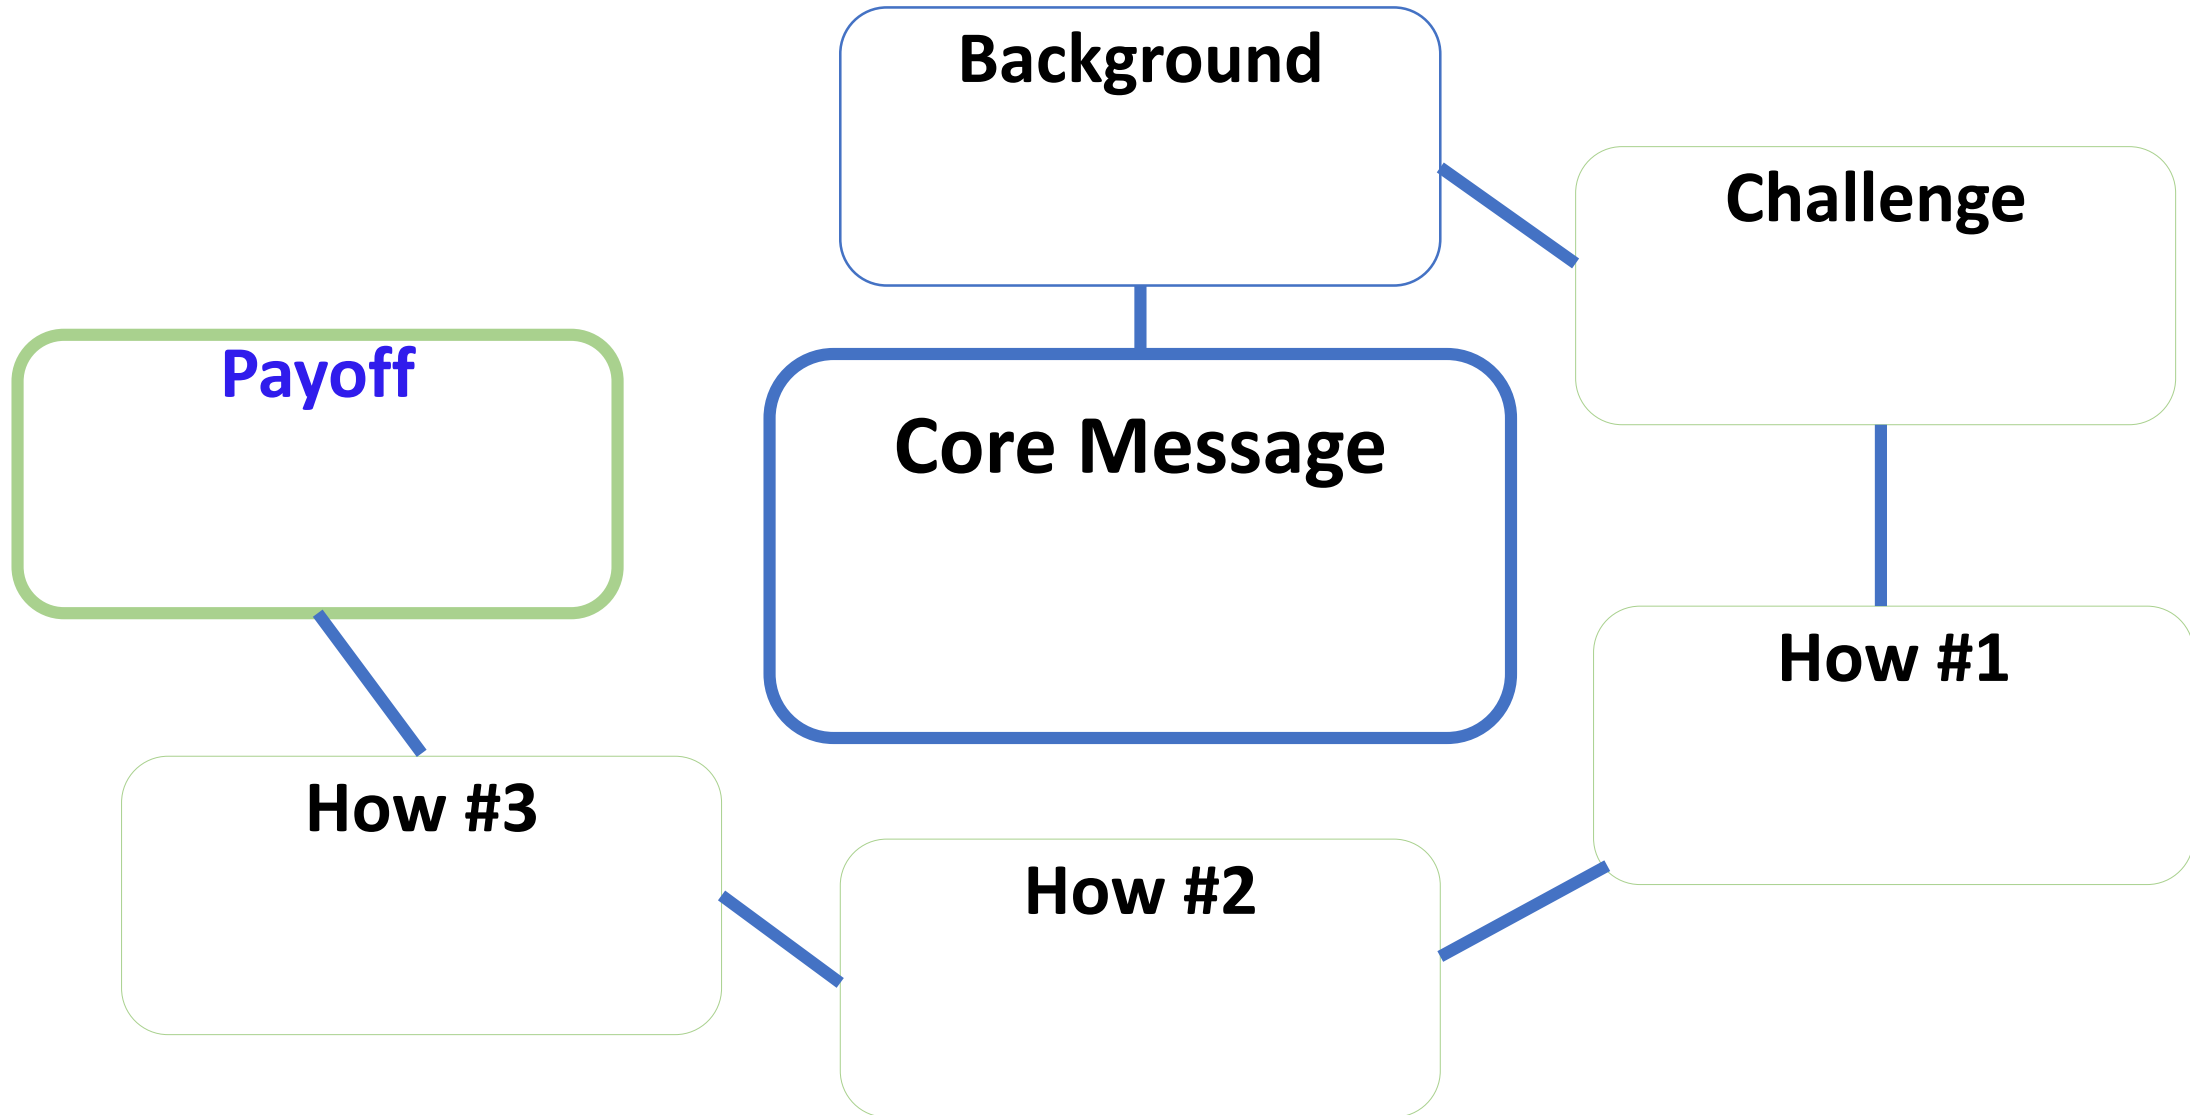 Background
Challenge
Payoff
Core Message
How #1
How #3
How #2